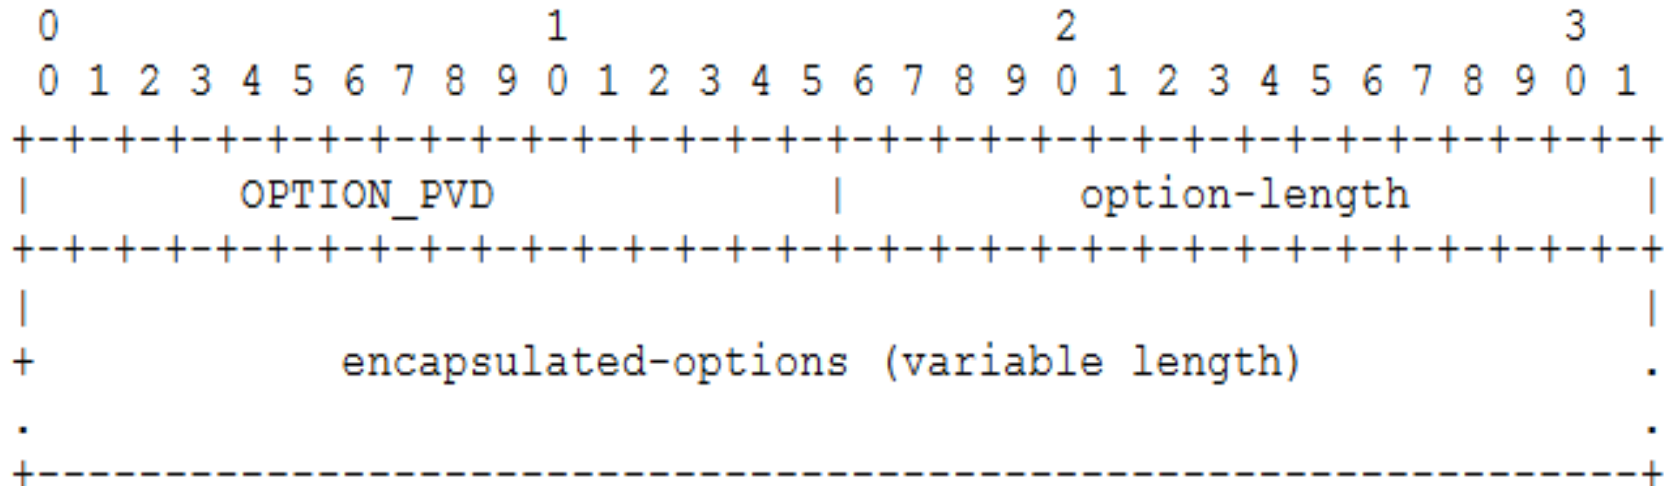 0                   1                   2                   3
 0 1 2 3 4 5 6 7 8 9 0 1 2 3 4 5 6 7 8 9 0 1 2 3 4 5 6 7 8 9 0 1
+-+-+-+-+-+-+-+-+-+-+-+-+-+-+-+-+-+-+-+-+-+-+-+-+-+-+-+-+-+-+-+-+
|        OPTION_PVD             |         option-length         |
+-+-+-+-+-+-+-+-+-+-+-+-+-+-+-+-+-+-+-+-+-+-+-+-+-+-+-+-+-+-+-+-+
|                                                               |
+            encapsulated-options (variable length)             .
.                                                               .
+---------------------------------------------------------------+